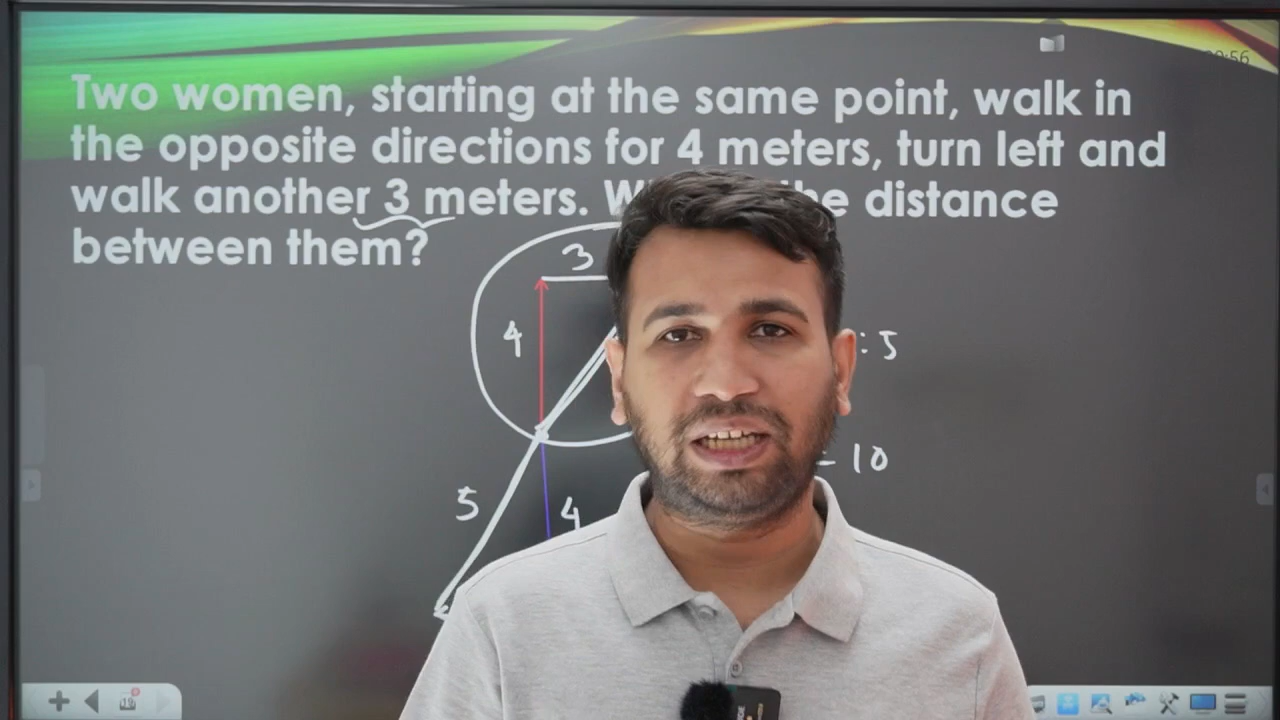 Two women, starting at the same point, walk in
the opposite directions for 4 meters, turn left and
walk another 3 meters. distance
between them?
3
4
: 5
- 10
5
4